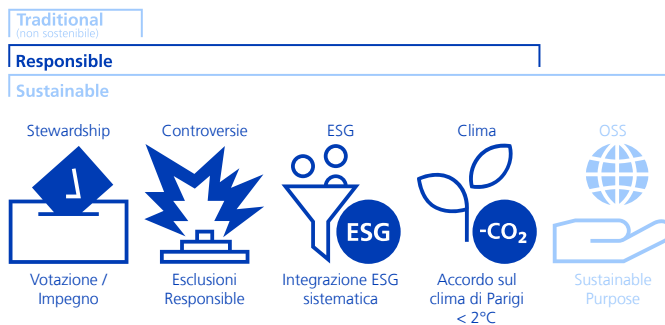 Traditional
(non sostenibile)
Responsible
Sustainable
Stewardship
Controversie
ESG
Clima
OSS
ESG
-CO₂
Votazione /
Impegno
Esclusioni
Responsible
Integrazione ESG
sistematica
Accordo sul
clima di Parigi
< 2°C
Sustainable
Purpose